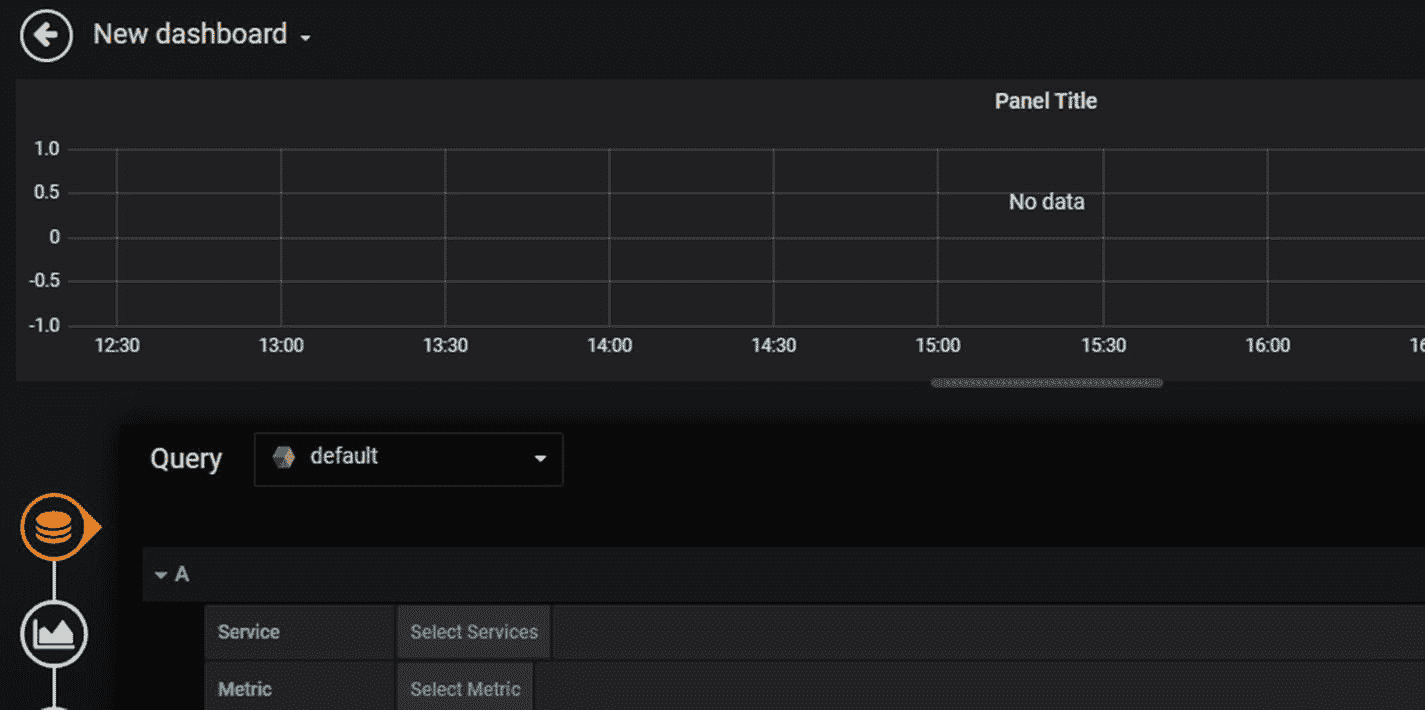 New dashboard
Panel Title
1.0
0.5
No data
0
-0.5
-1.0
12:30 13:00 13:30 14:00 14:30 15:00 15:30 16:00
Query default
A
Service Select Services
Metric Select Metric